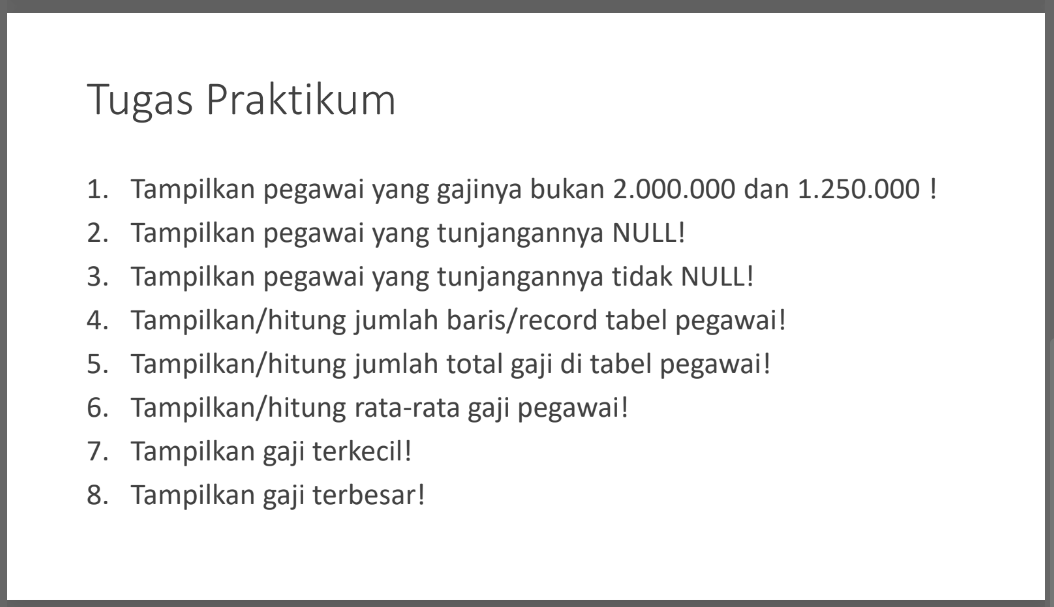 Tugas Praktikum
1. Tampilkan pegawai yang gajinya bukan 2.000.000 dan 1.250.000 !
2. Tampilkan pegawai yang tunjangannya NULL!
3. Tampilkan pegawai yang tunjangannya tidak NULL!
4. Tampilkan/hitung jumlah baris/record tabel pegawai!
5. Tampilkan/hitung jumlah total gaji di tabel pegawai!
6. Tampilkan/hitung rata-rata gaji pegawai!
7. Tampilkan gaji terkecil!
8. Tampilkan gaji terbesar!